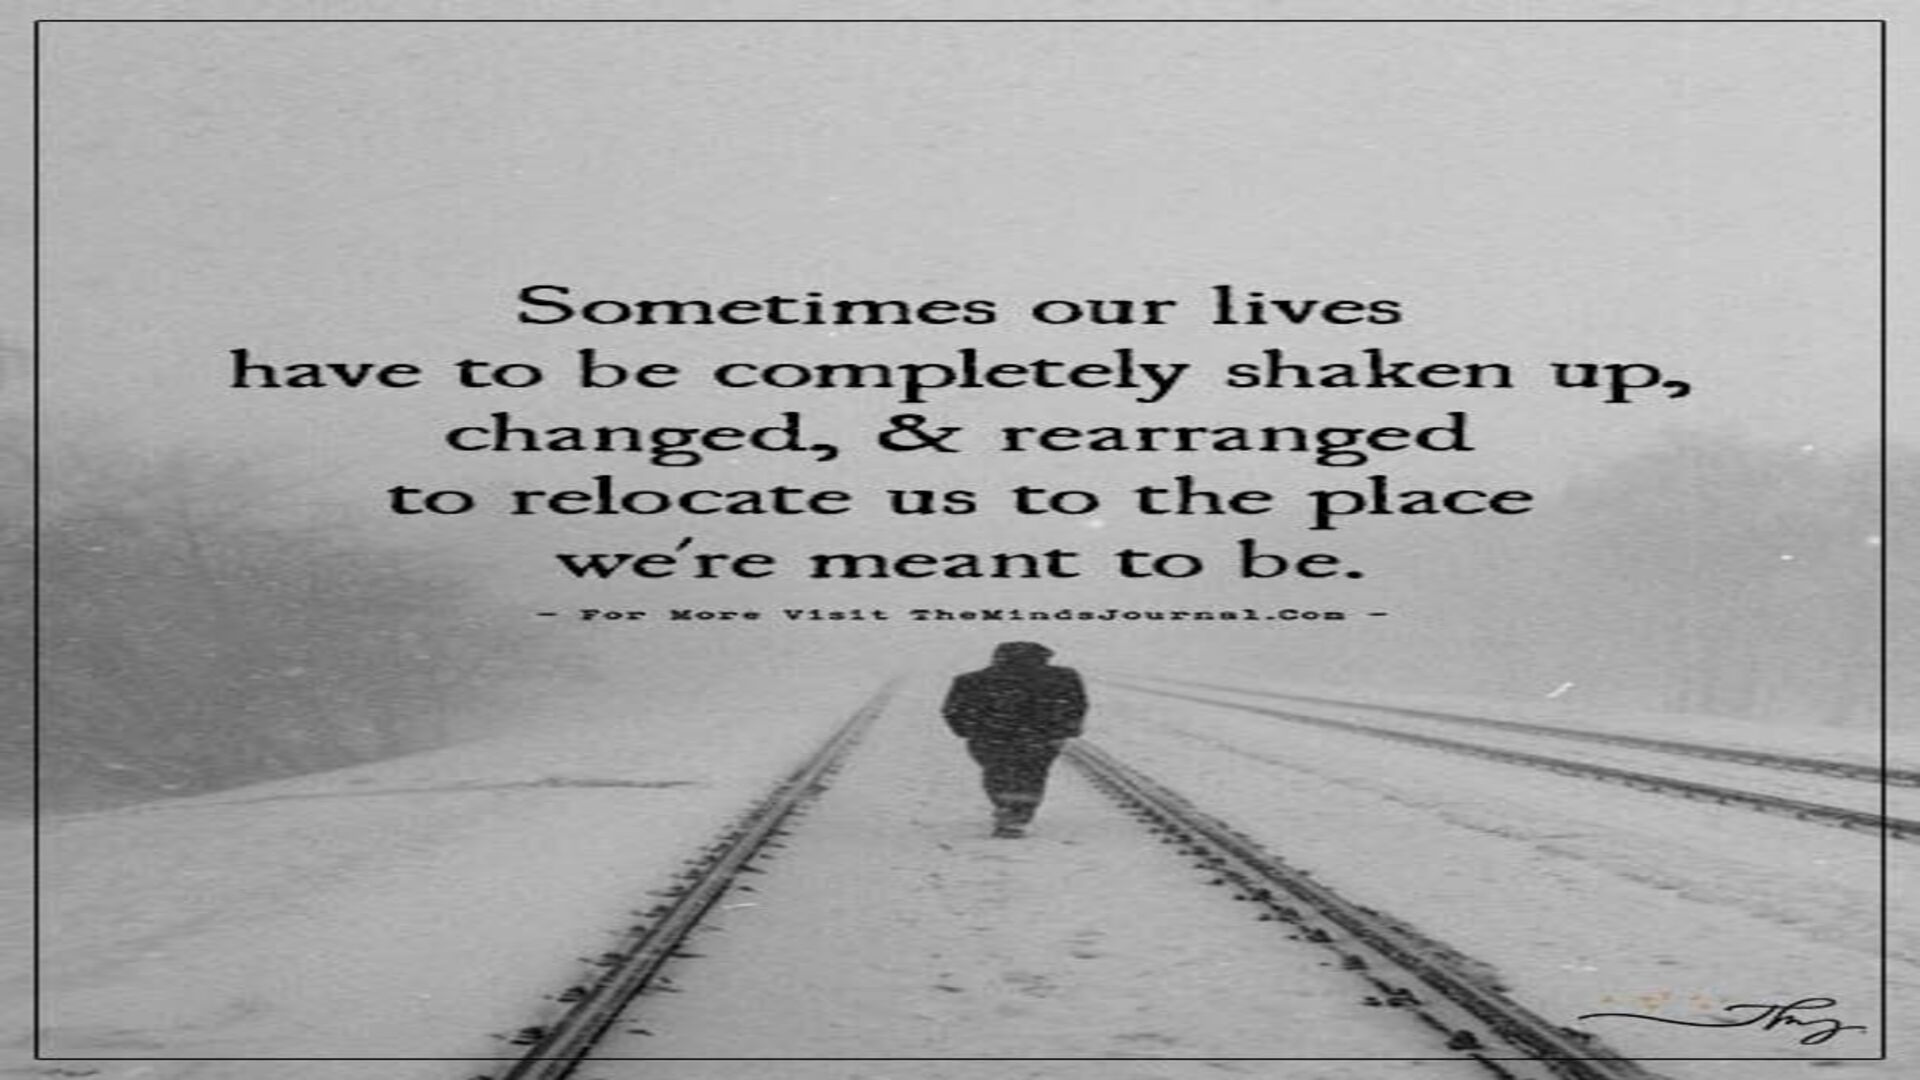 Sometimes our lives
have to be completely shaken up,
changed, & rearranged
to relocate us to the place
we're meant to be.
- For More Visit TheMindsJournal.Com -